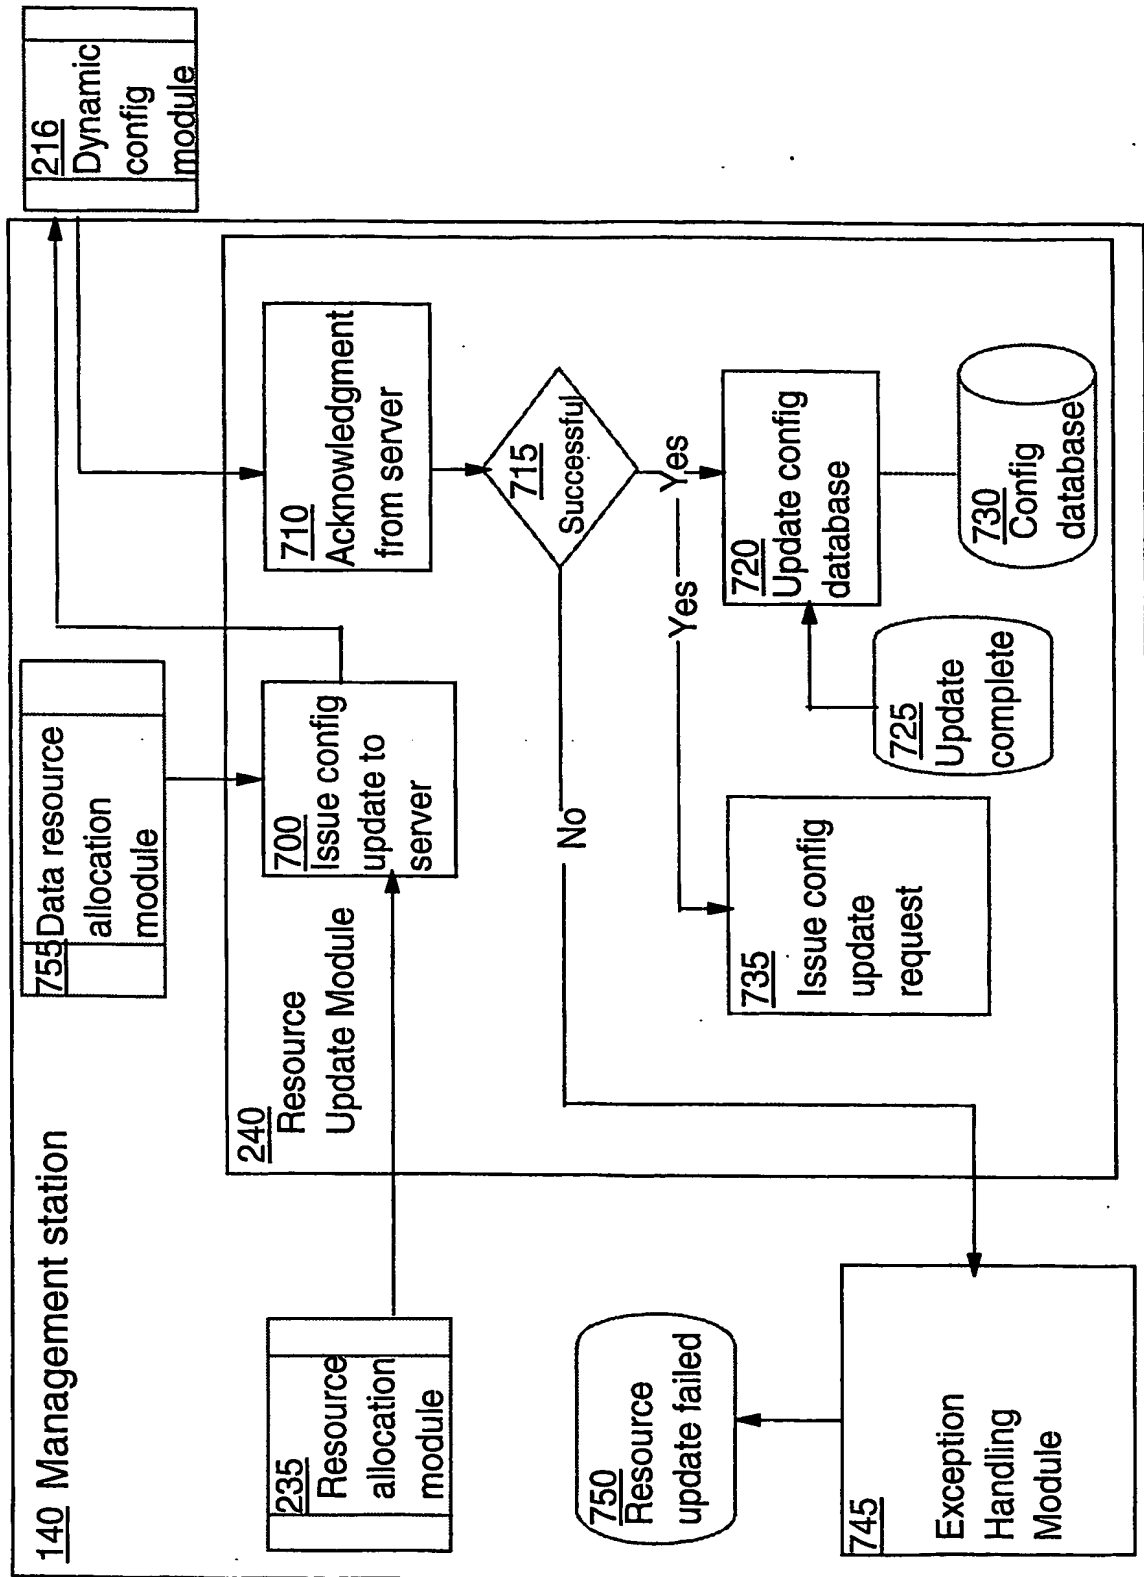 140 Management station
216
Dynamic
config
module
755 Data resource
allocation
module
235
Resource
allocation
module
240
Resource
Update Module
700
Issue config
update to
server
710
Acknowledgment
from server
715
Successful
Yes
Yes
No
720
Update config
database
725
Update
complete
730
Config
database
735
Issue config
update
request
745
Exception
Handling
Module
750
Resource
update failed